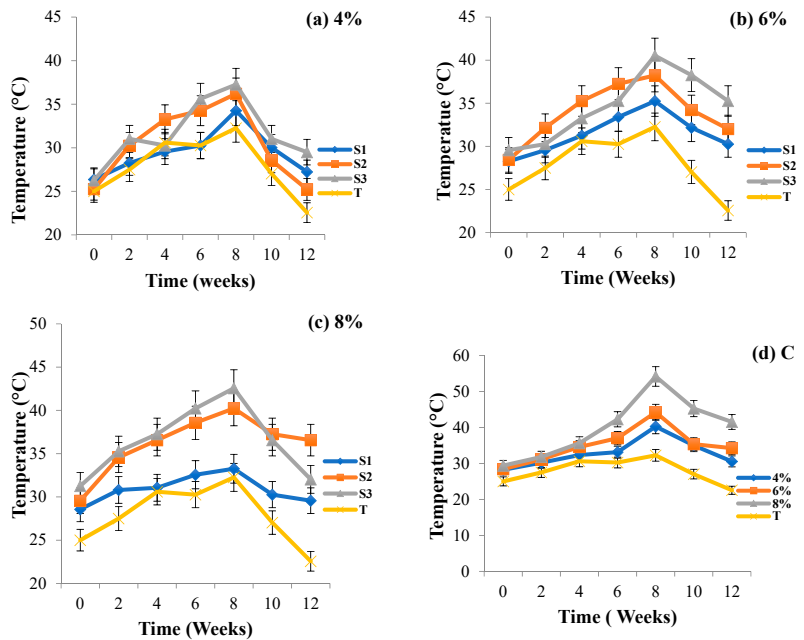 (a) 4%
Temperature (°C)
45
40
35
30
25
20
0 2 4 6 8 10 12
Time (weeks)
S1
S2
S3
T
(b) 6%
Temperature (°C)
45
40
35
30
25
20
0 2 4 6 8 10 12
Time (Weeks)
S1
S2
S3
T
(c) 8%
Temperature (°C)
50
45
40
35
30
25
20
0 2 4 6 8 10 12
Time (Weeks)
S1
S2
S3
T
(d) C
Temperature (°C)
60
50
40
30
20
10
0
0 2 4 6 8 10 12
Time ( Weeks)
4%
6%
8%
T